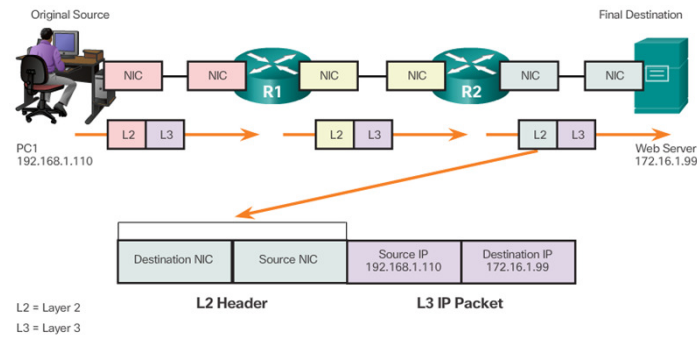 Original Source
Final Destination
NIC
NIC
R1
NIC
NIC
R2
NIC
NIC
L2 L3
L2 L3
L2 L3
PC1
192.168.1.110
Web Server
172.16.1.99
Destination NIC
Source NIC
Source IP
192.168.1.110
Destination IP
172.16.1.99
L2 Header
L3 IP Packet
L2 = Layer 2
L3 = Layer 3